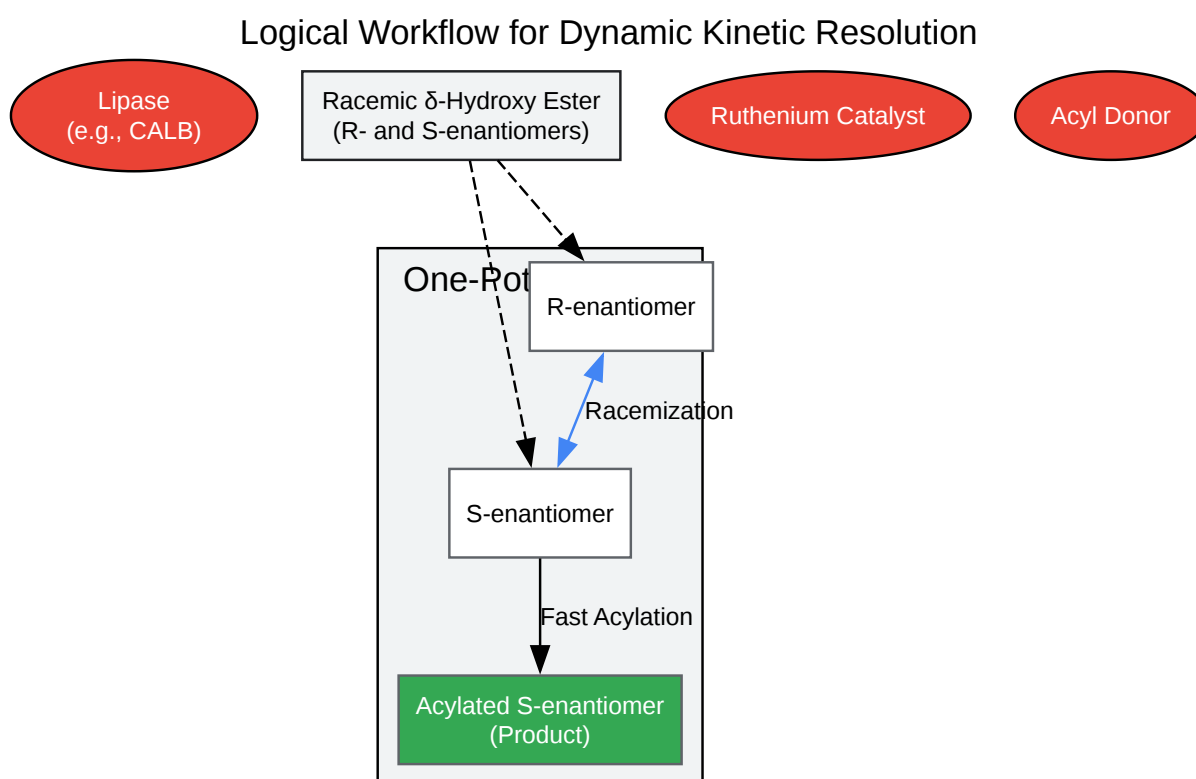 Logical Workflow for Dynamic Kinetic Resolution
Lipase
(e.g., CALB)
Racemic δ-Hydroxy Ester
(R- and S-enantiomers)
Ruthenium Catalyst
Acyl Donor
One-Pot
R-enantiomer
Racemization
S-enantiomer
Fast Acylation
Acylated S-enantiomer
(Product)